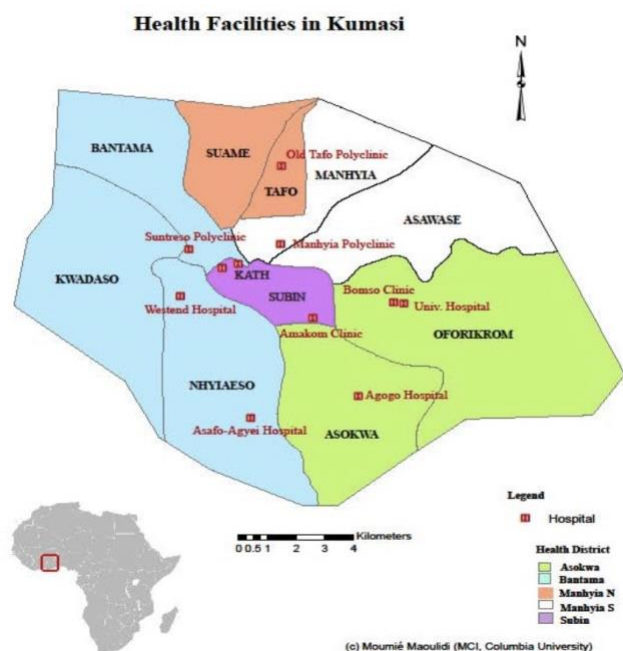 Health Facilities in Kumasi
N
BANTAMA
SUAME
Old Tafo Polyclinic
MANHYIA
TAFO
ASAWASE
Suntreso Polyclinic
Manhyia Polyclinic
KWADASO
KATH
Bomso Clinic
SUBIN
Westend Hospital
Univ. Hospital
Amakom Clinic
OFORIKROM
NHYIAESO
Agogo Hospital
Asafo-Agyei Hospital
ASOKWA
Legend
Hospital
Kilometers
0 0.5 1 2 3 4
Health District
Asokwa
Bantama
Manhyia N
Manhyia S
Subin
(c) Moumié Maoulidi (MCI, Columbia University)